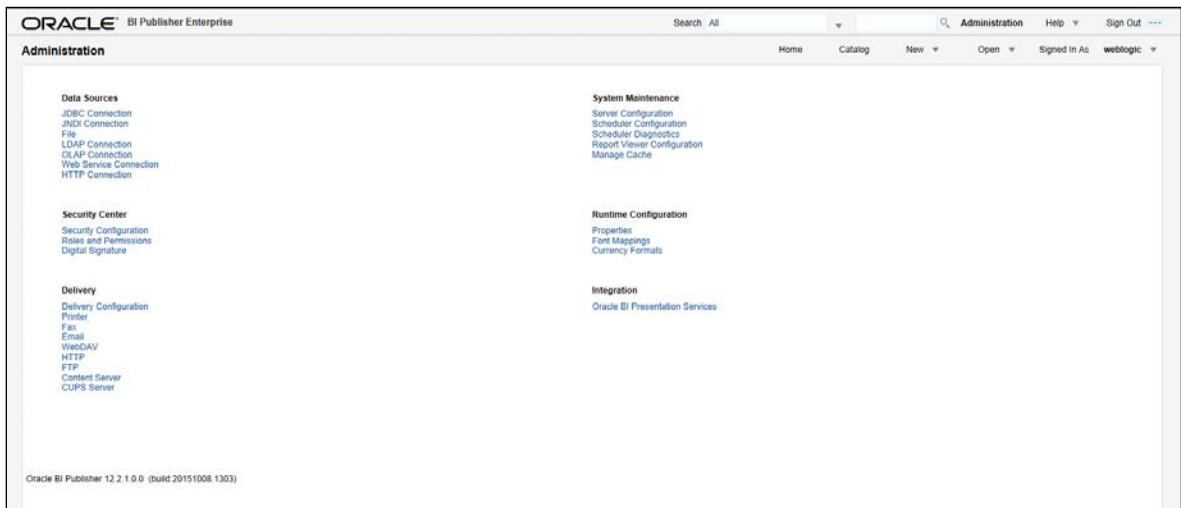 ORACLE BI Publisher Enterprise Search All Administration Help Sign Out
Administration Home Catalog New Open Signed In As weblogic
Data Sources
JDBC Connection
JNDI Connection
File
LDAP Connection
OLAP Connection
Web Service Connection
HTTP Connection
System Maintenance
Server Configuration
Scheduler Configuration
Scheduler Diagnostics
Report Viewer Configuration
Manage Cache
Security Center
Security Configuration
Roles and Permissions
Digital Signature
Runtime Configuration
Properties
Font Mappings
Currency Formats
Delivery
Delivery Configuration
Printer
Fax
Email
WebDAV
HTTP
FTP
Content Server
CUPS Server
Integration
Oracle BI Presentation Services
Oracle BI Publisher 12.2.1.0.0 (build:20151008.1303)